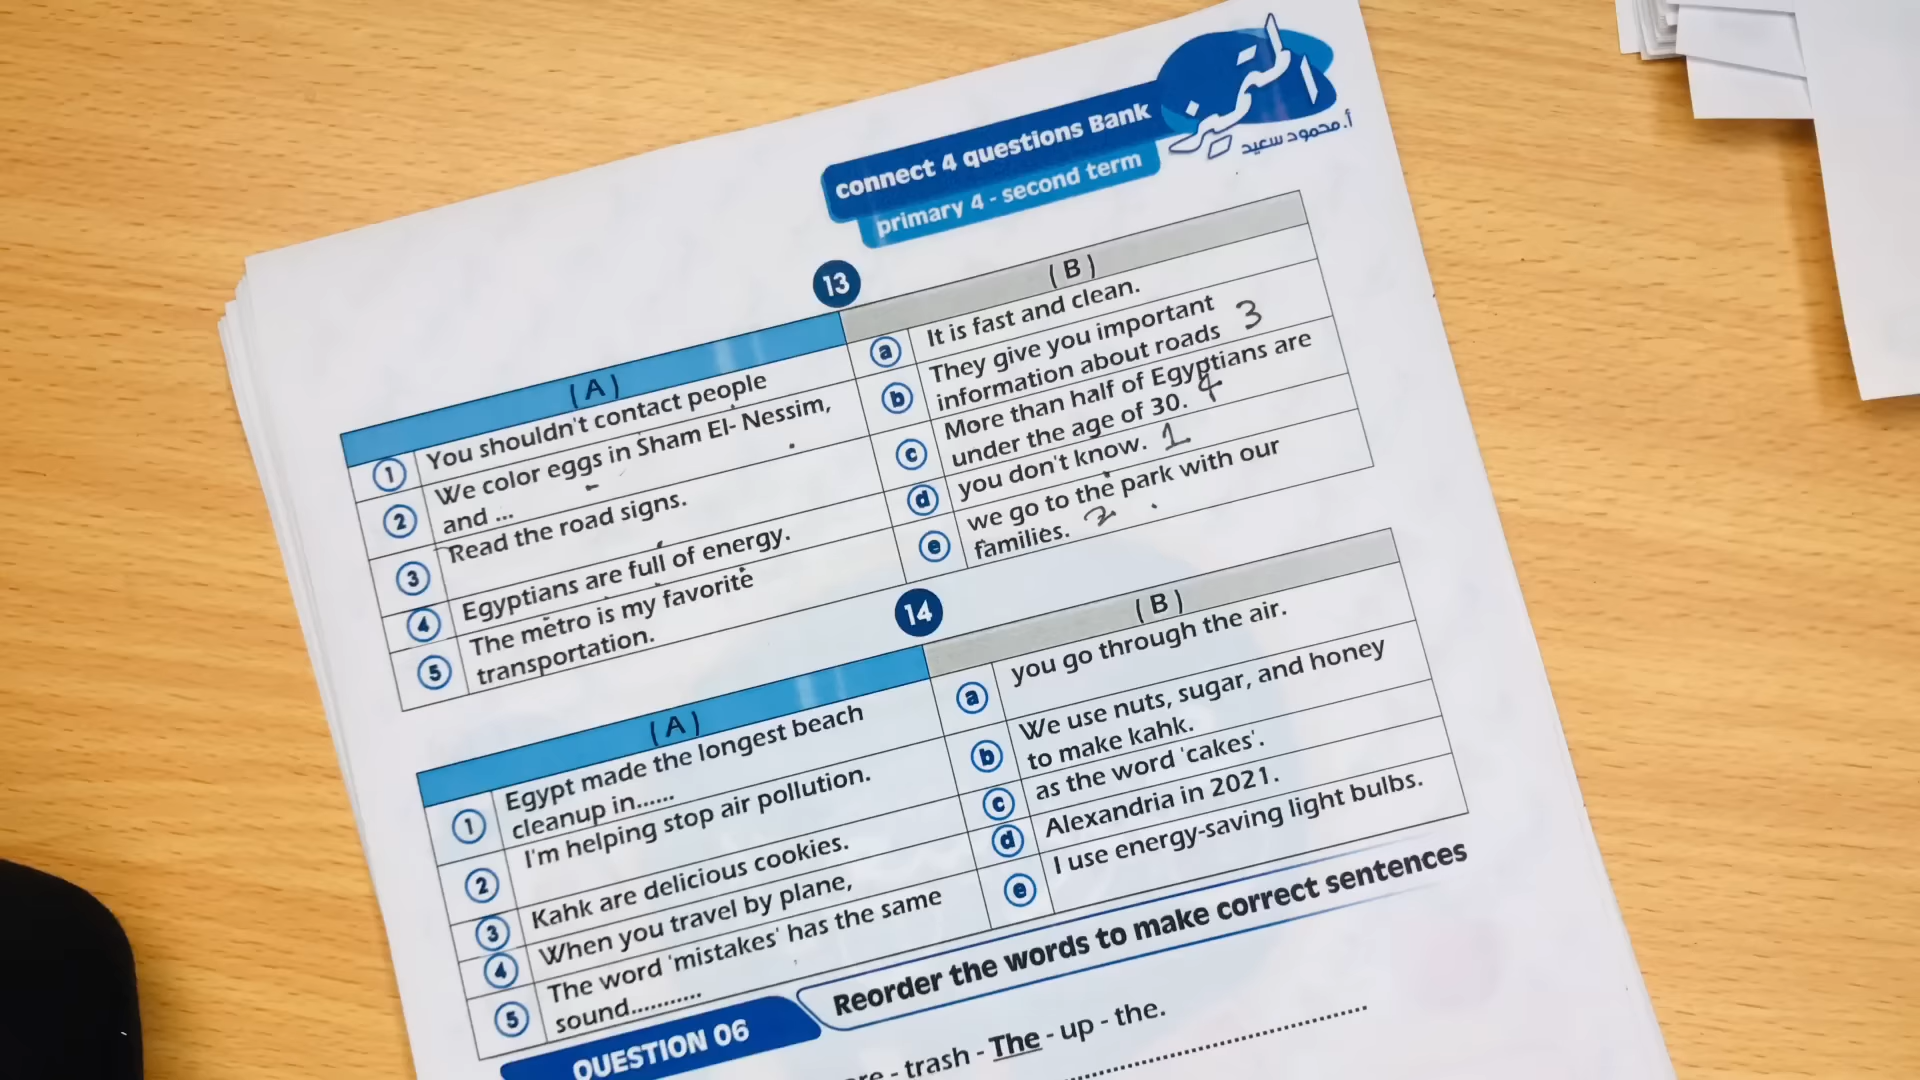 المتميز
أ. محمود سعيد
connect 4 questions Bank
primary 4 - second term
13
( A )
( B )
1 You shouldn't contact people
a It is fast and clean.
2 We color eggs in Sham El- Nessim,
and ...
b They give you important
information about roads 3
3 Read the road signs.
c More than half of Egyptians are
under the age of 30. 4
4 Egyptians are full of energy.
d you don't know. 1
5 The metro is my favorite
transportation.
e we go to the park with our
families. 2
14
( A )
( B )
1 Egypt made the longest beach
cleanup in......
a you go through the air.
2 I'm helping stop air pollution.
b We use nuts, sugar, and honey
to make kahk.
3 Kahk are delicious cookies.
c as the word 'cakes'.
4 When you travel by plane,
d Alexandria in 2021.
5 The word 'mistakes' has the same
sound...........
e I use energy-saving light bulbs.
QUESTION 06
Reorder the words to make correct sentences
- trash - The - up - the.